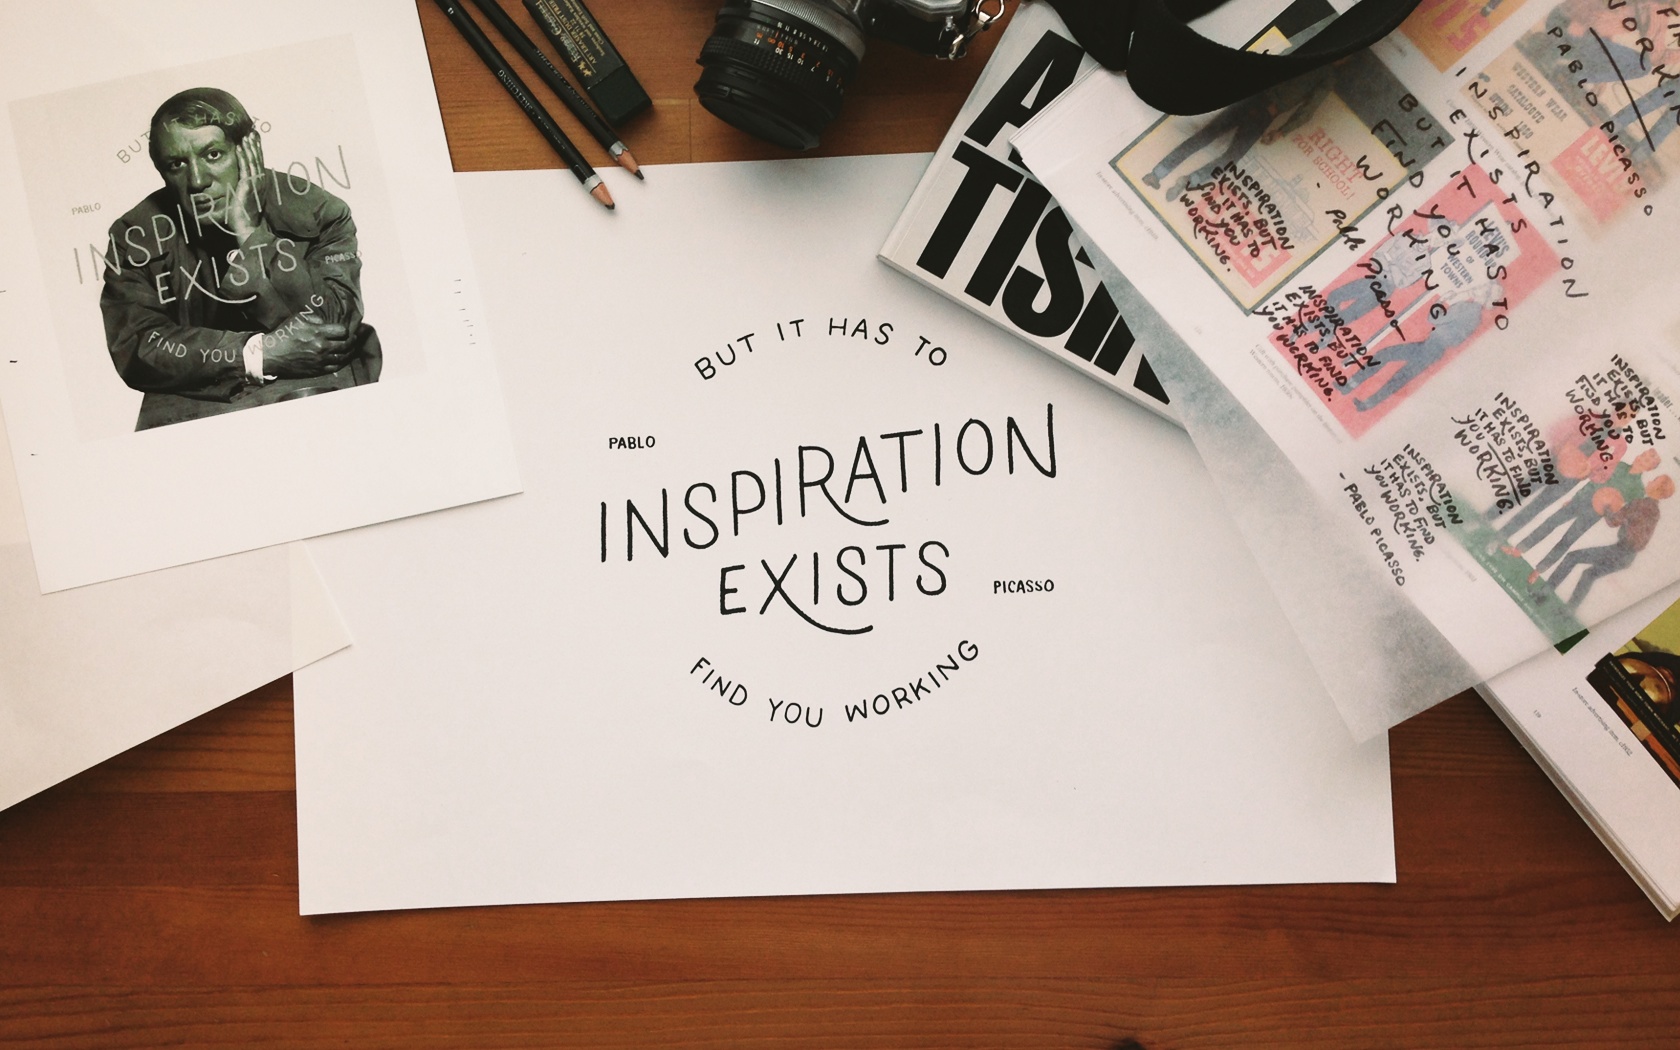 BUT IT HAS TO
PABLO
INSPIRATION
EXISTS
PICASSO
FIND YOU WORKING
BUT IT HAS TO
PABLO
INSPIRATION
EXISTS
PICASSO
FIND YOU WORKING
A
TISIN
INSPIRATION
EXISTS, BUT
IT HAS TO
FIND YOU
WORKING.
RIGHT
FOR SCHOOL!
INSPIRATION
EXISTS
BUT IT HAS TO
FIND YOU
WORKING.
Pablo Picasso
PABLO PICASSO
WESTERN WEAR
CATALOGUE
INSPIRATION
EXISTS, BUT
IT HAS TO FIND
YOU WORKING.
INSPIRATION
EXISTS, BUT
IT HAS TO FIND
YOU WORKING.
- PABLO PICASSO
INSPIRATION
EXISTS, BUT
IT HAS TO FIND
YOU
WORKING.
INSPIRATION
EXISTS, BUT
IT HAS TO
FIND YOU
WORKING.